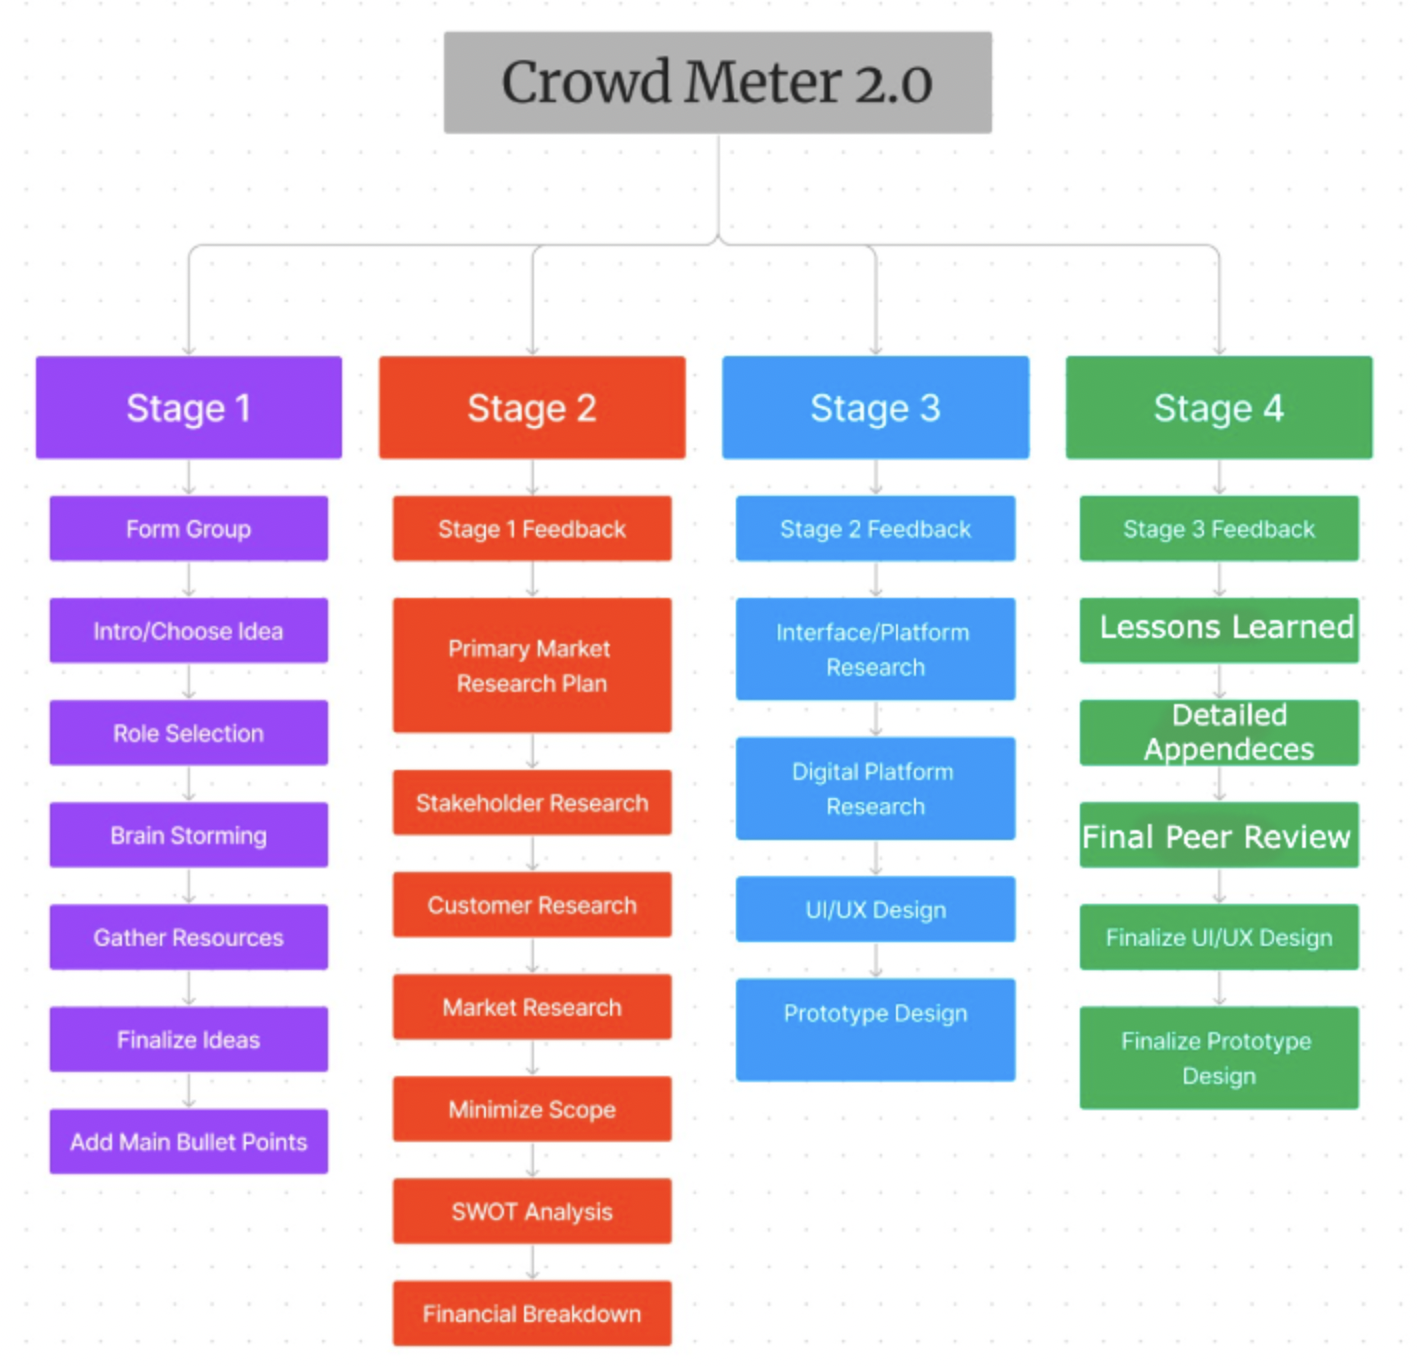 Crowd Meter 2.0
Stage 1
Form Group
Intro/Choose Idea
Role Selection
Brain Storming
Gather Resources
Finalize Ideas
Add Main Bullet Points
Stage 2
Stage 1 Feedback
Primary Market
Research Plan
Stakeholder Research
Customer Research
Market Research
Minimize Scope
SWOT Analysis
Financial Breakdown
Stage 3
Stage 2 Feedback
Interface/Platform
Research
Digital Platform
Research
UI/UX Design
Prototype Design
Stage 4
Stage 3 Feedback
Lessons Learned
Detailed
Appendeces
Final Peer Review
Finalize UI/UX Design
Finalize Prototype
Design